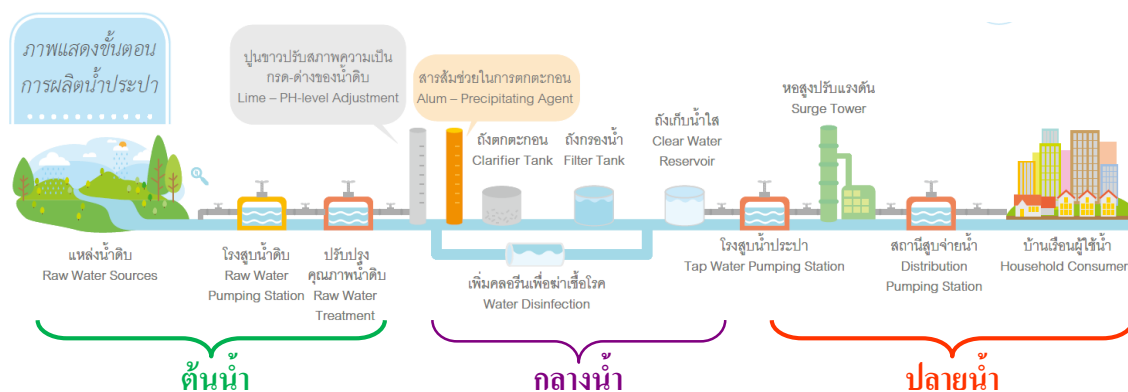 ภาพแสดงขั้นตอน
การผลิตน้ำประปา
ปูนขาวปรับสภาพความเป็น
กรด-ด่างของน้ำดิบ
Lime – PH-level Adjustment
สารส้มช่วยในการตกตะกอน
Alum – Precipitating Agent
ถังตกตะกอน
Clarifier Tank
ถังกรองน้ำ
Filter Tank
ถังเก็บน้ำใส
Clear Water
Reservoir
หอสูงปรับแรงดัน
Surge Tower
แหล่งน้ำดิบ
Raw Water Sources
โรงสูบน้ำดิบ
Raw Water
Pumping Station
ปรับปรุง
คุณภาพน้ำดิบ
Raw Water
Treatment
เพิ่มคลอรีนเพื่อฆ่าเชื้อโรค
Water Disinfection
โรงสูบน้ำประปา
Tap Water Pumping Station
สถานีสูบจ่ายน้ำ
Distribution
Pumping Station
บ้านเรือนผู้ใช้น้ำ
Household Consumer
ต้นน้ำ
กลางน้ำ
ปลายน้ำ